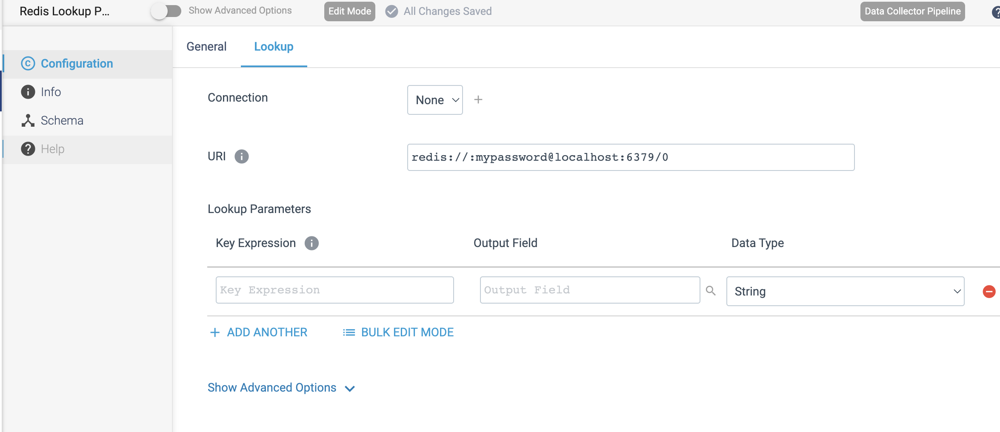 Redis Lookup P...
Show Advanced Options
Edit Mode
All Changes Saved
Data Collector Pipeline
Configuration
Info
Schema
Help
General
Lookup
Connection
None
URI
redis://:mypassword@localhost:6379/0
Lookup Parameters
Key Expression
Output Field
Data Type
Key Expression
Output Field
String
ADD ANOTHER
BULK EDIT MODE
Show Advanced Options